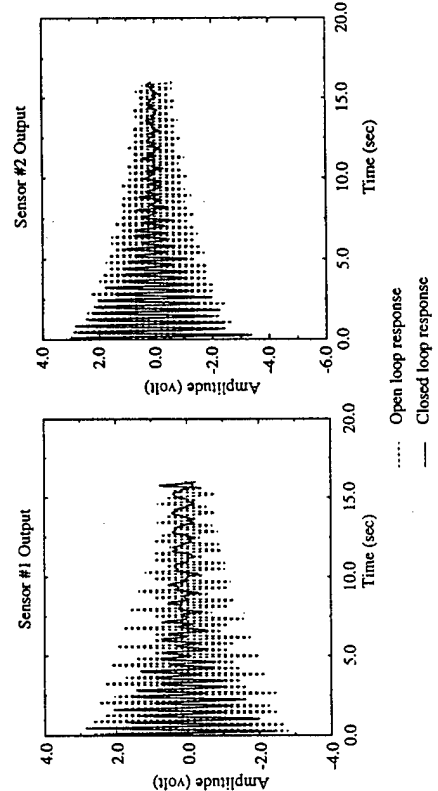 Sensor #1 Output
4.0
2.0
0.0
-2.0
-4.0
Amplitude (volt)
0.0
5.0
10.0
15.0
20.0
Time (sec)
Sensor #2 Output
4.0
2.0
0.0
-2.0
-4.0
-6.0
Amplitude (volt)
0.0
5.0
10.0
15.0
20.0
Time (sec)
Open loop response
Closed loop response